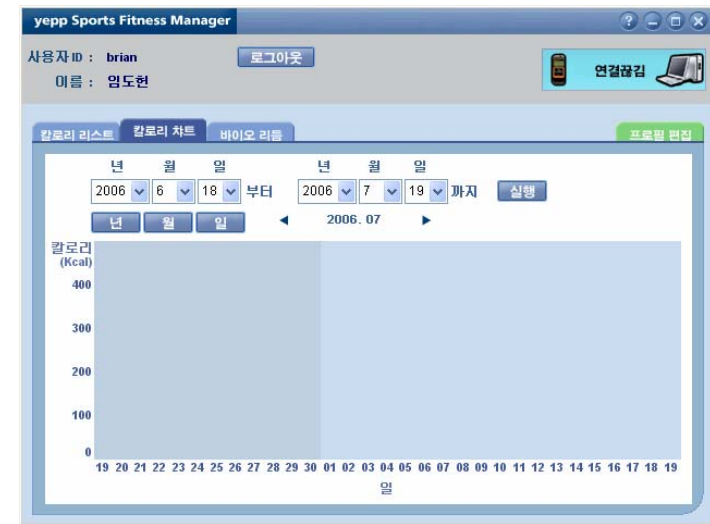 yepp Sports Fitness Manager
사용자 ID : brian 로그아웃
이름 : 임도헌 연결끊김
칼로리 리스트 칼로리 차트 바이오 리듬 프로필 편집
년 월 일 년 월 일
2006 6 18 부터 2006 7 19 까지 실행
년 월 일 ◄ 2006. 07 ►
칼로리
(Kcal)
400
300
200
100
0
19 20 21 22 23 24 25 26 27 28 29 30 01 02 03 04 05 06 07 08 09 10 11 12 13 14 15 16 17 18 19
일